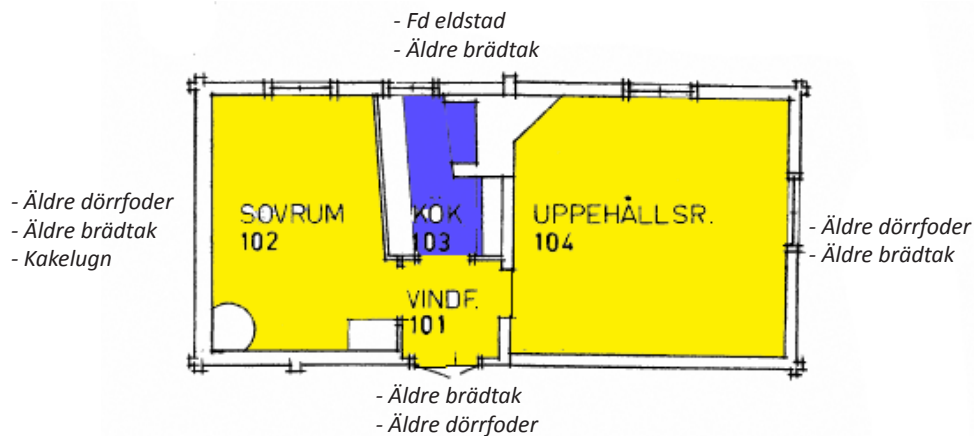 - Fd eldstad
- Äldre brädtak
- Äldre dörrfoder
- Äldre brädtak
- Kakelugn
SOVRUM
102
KÖK
103
UPPEHÅLLSR.
104
- Äldre dörrfoder
- Äldre brädtak
VINDF.
101
- Äldre brädtak
- Äldre dörrfoder